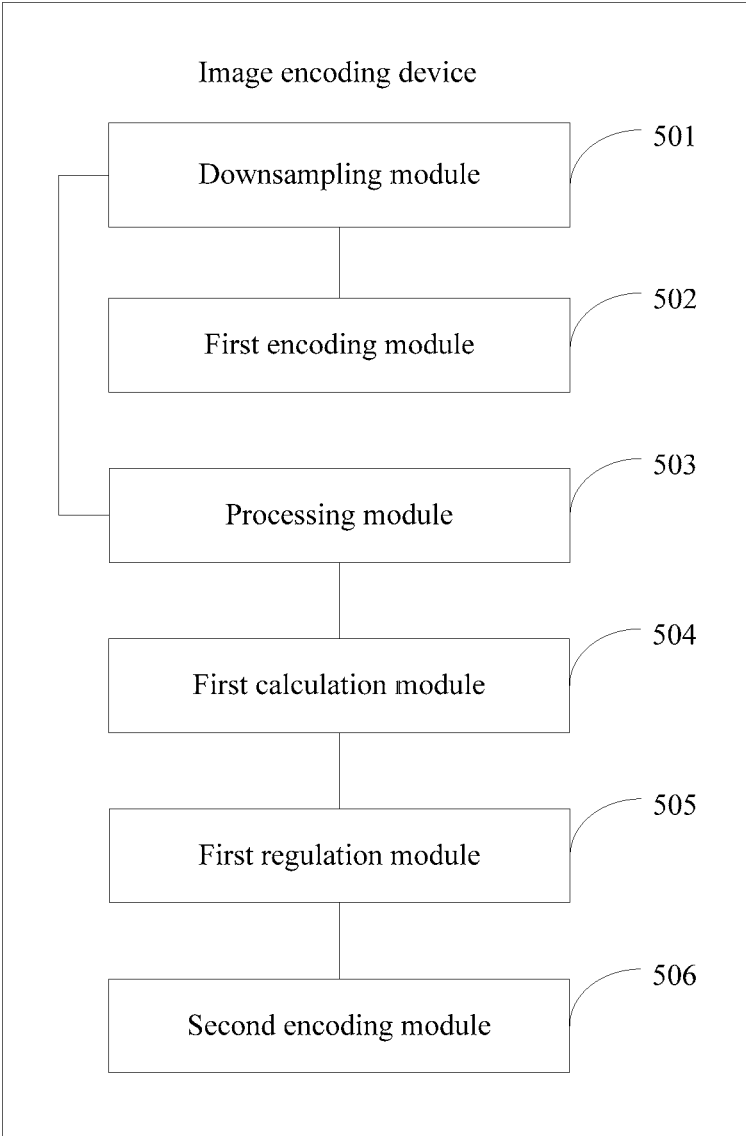 Image encoding device
501
Downsampling module
502
First encoding module
503
Processing module
504
First calculation module
505
First regulation module
506
Second encoding module